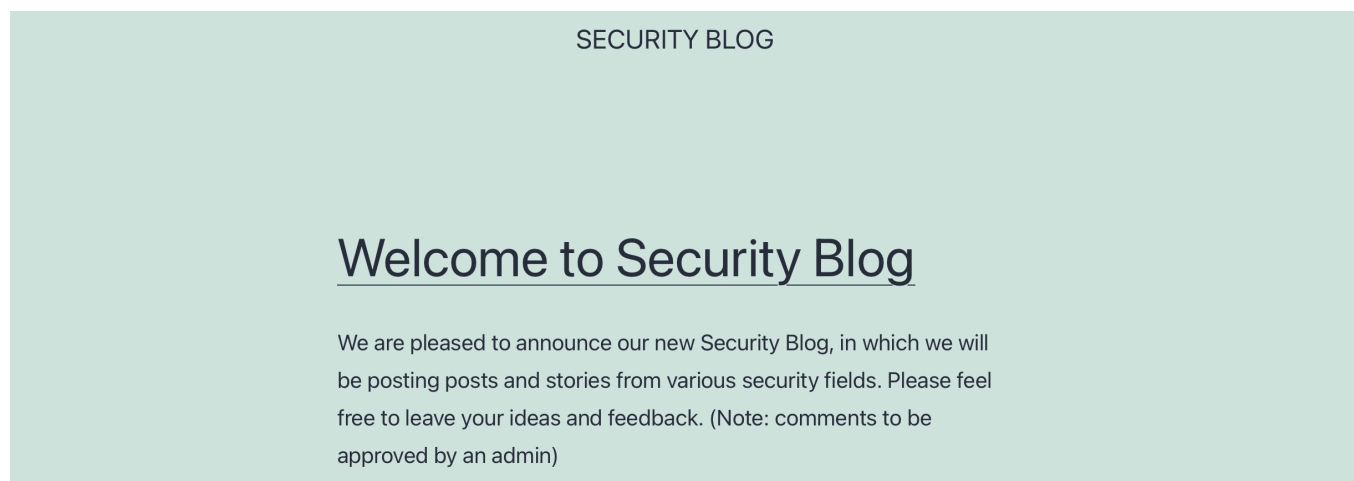 SECURITY BLOG
Welcome to Security Blog
We are pleased to announce our new Security Blog, in which we will
be posting posts and stories from various security fields. Please feel
free to leave your ideas and feedback. (Note: comments to be
approved by an admin)